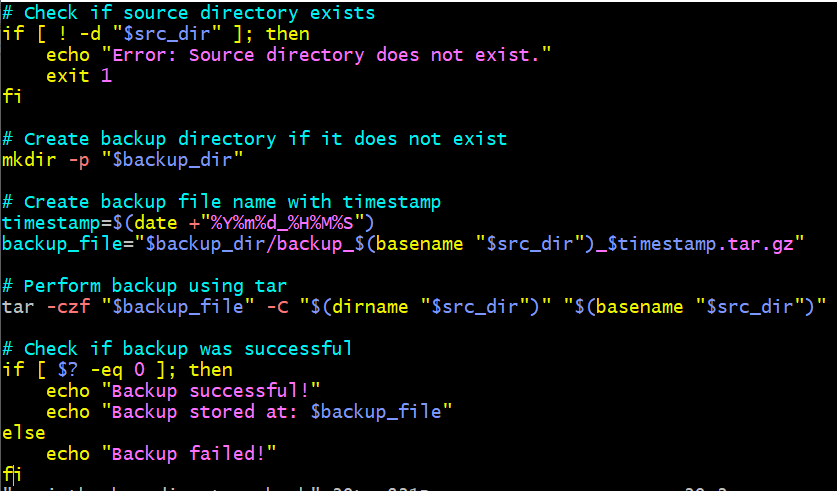 # Check if source directory exists
if [ ! -d "$src_dir" ]; then
    echo "Error: Source directory does not exist."
    exit 1
fi
# Create backup directory if it does not exist
mkdir -p "$backup_dir"
# Create backup file name with timestamp
timestamp=$(date +"%Y%m%d_%H%M%S")
backup_file="$backup_dir/backup_$(basename "$src_dir")_$timestamp.tar.gz"
# Perform backup using tar
tar -czf "$backup_file" -C "$(dirname "$src_dir")" "$(basename "$src_dir")"
# Check if backup was successful
if [ $? -eq 0 ]; then
    echo "Backup successful!"
    echo "Backup stored at: $backup_file"
else
    echo "Backup failed!"
fi